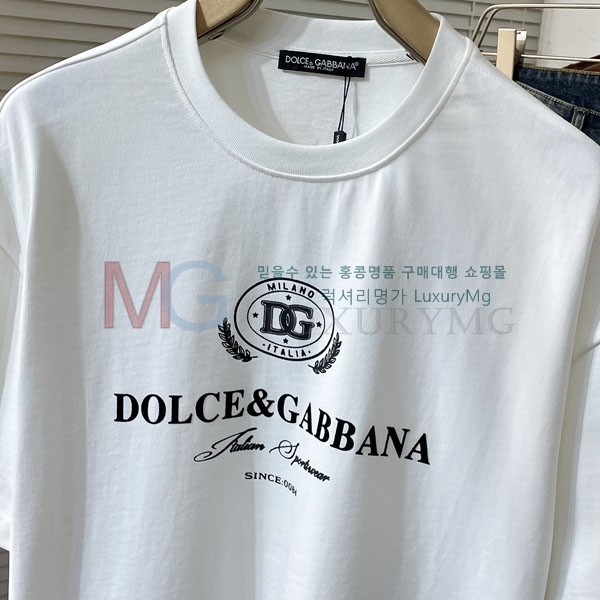 DOLCE&GABBANA®
MADE IN ITALY
MG
믿을수 있는 홍콩명품 구매대행 쇼핑몰
럭셔리명가 LuxuryMg
LUXURYMG
MILANO
DG
·ITALIA·
DOLCE&GABBANA
Italian Sportwear
SINCE:0084